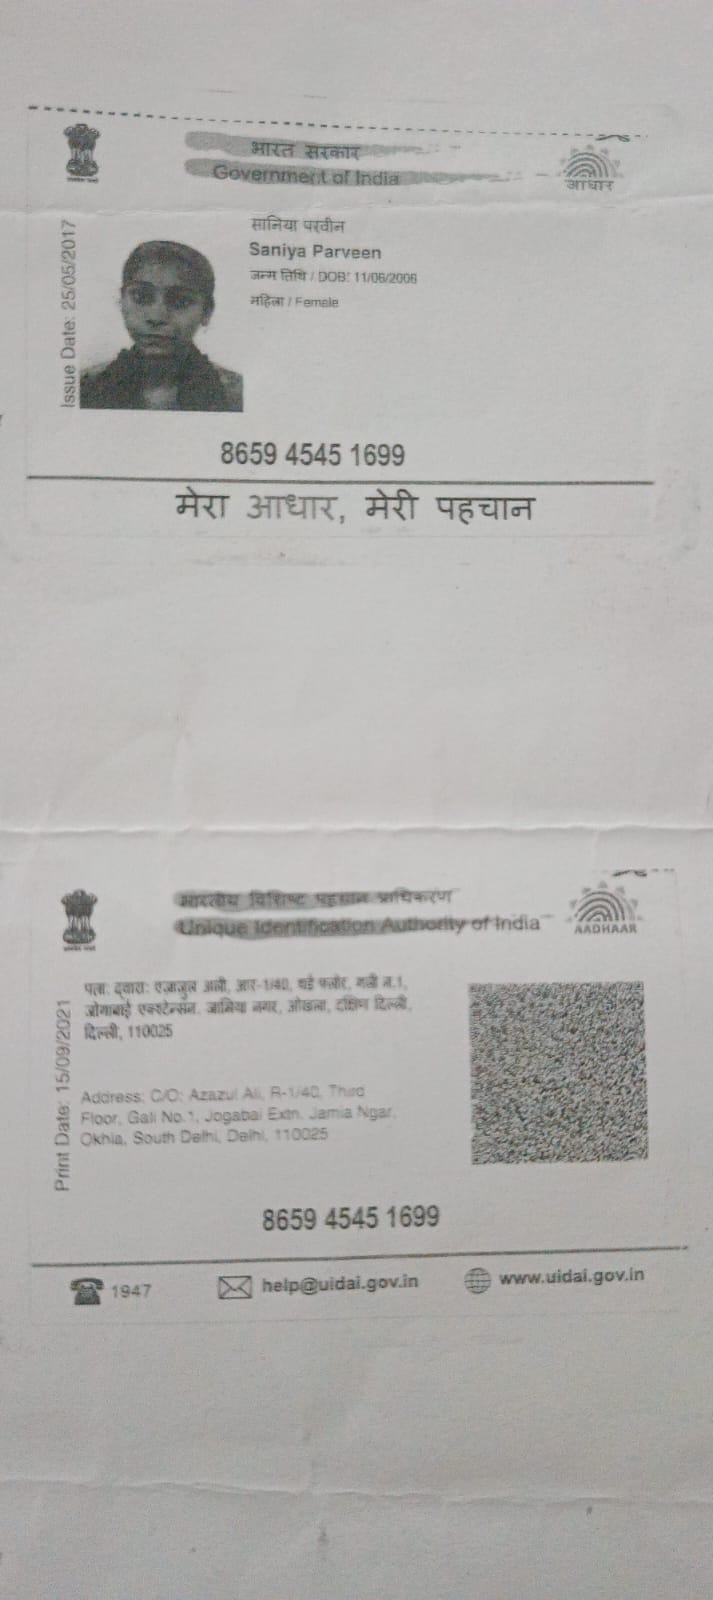 भारत सरकार
Government of India
आधार
Issue Date: 25/05/2017
सानिया परवीन
Saniya Parveen
जन्म तिथि / DOB: 11/06/2006
महिला / Female
8659 4545 1699
मेरा आधार, मेरी पहचान
भारतीय विशिष्ट पहचान प्राधिकरण
Unique Identification Authority of India
AADHAAR
Print Date: 15/09/2021
पता: द्वारा: एजाजुल अली, आर-1/40, थर्ड फ्लोर, गली न.1,
जोगाबाई एक्स्टेन्सन, जामिया नगर, ओखला, दक्षिण दिल्ली,
दिल्ली, 110025
Address: C/O: Azazul Ali, R-1/40, Third
Floor, Gali No.1, Jogabai Extn, Jamia Ngar,
Okhla, South Delhi, Delhi, 110025
8659 4545 1699
1947
help@uidai.gov.in
www.uidai.gov.in